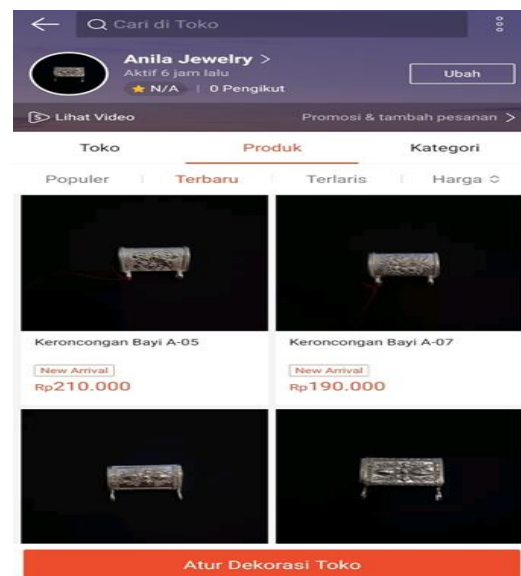 Cari di Toko
Anila Jewelry >
Aktif 6 jam lalu
N/A | 0 Pengikut
Ubah
Lihat Video
Promosi & tambah pesanan >
Toko Produk Kategori
Populer Terbaru Terlaris Harga
Keroncongan Bayi A-05
New Arrival
Rp210.000
Keroncongan Bayi A-07
New Arrival
Rp190.000
Atur Dekorasi Toko